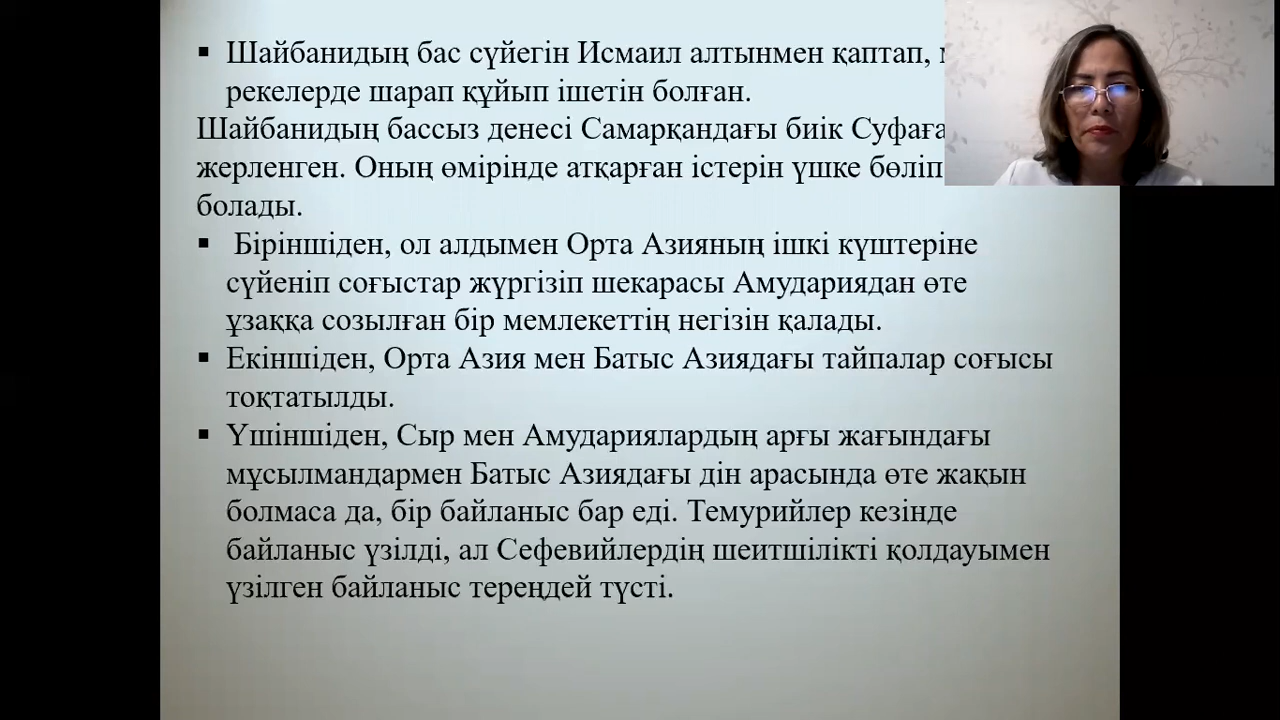 Шайбанидың бас сүйегін Исмаил алтынмен қаптап,
рекелерде шарап құйып ішетін болған.
Шайбанидың бассыз денесі Самарқандағы биік Суфаға
жерленген. Оның өмірінде атқарған істерін үшке бөліп
болады.
Біріншіден, ол алдымен Орта Азияның ішкі күштеріне
сүйеніп соғыстар жүргізіп шекарасы Амудариядан өте
ұзаққа созылған бір мемлекеттің негізін қалады.
Екіншіден, Орта Азия мен Батыс Азиядағы тайпалар соғысы
тоқтатылды.
Үшіншіден, Сыр мен Амудариялардың арғы жағындағы
мұсылмандармен Батыс Азиядағы дін арасында өте жақын
болмаса да, бір байланыс бар еді. Темурийлер кезінде
байланыс үзілді, ал Сефевийлердің шеитшілікті қолдауымен
үзілген байланыс тереңдей түсті.